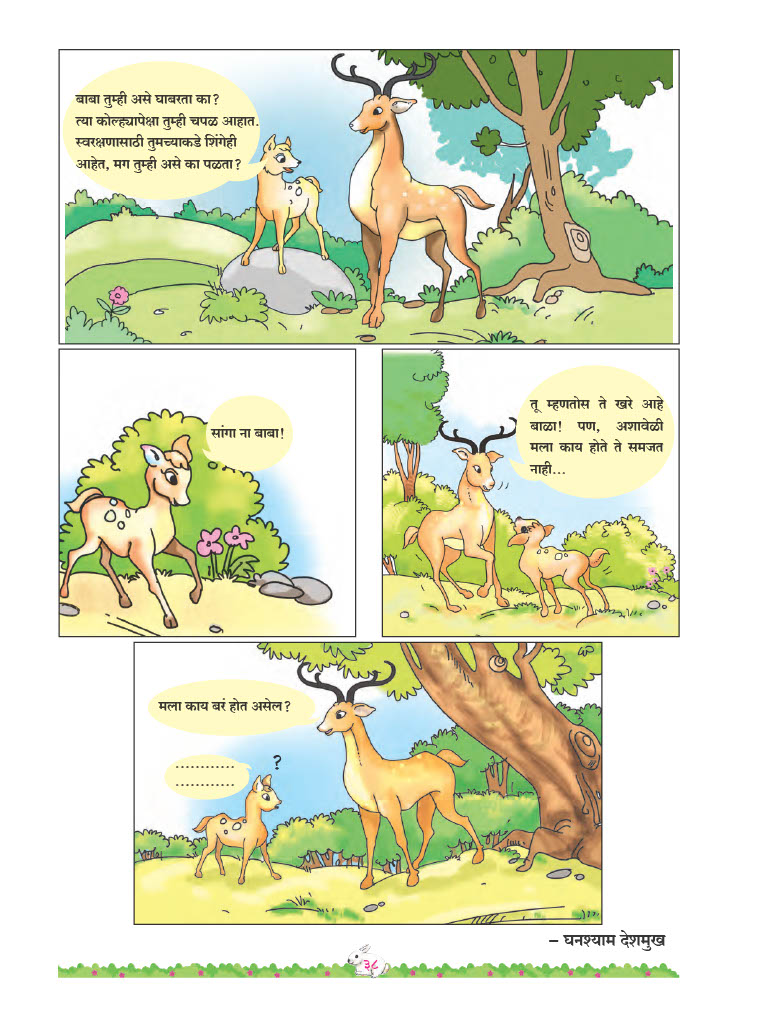 बाबा तुम्ही असे घाबरता का?
त्या कोल्ह्यापेक्षा तुम्ही चपळ आहात.
स्वरक्षणासाठी तुमच्याकडे शिंगेही
आहेत, मग तुम्ही असे का पळता?
सांगा ना बाबा!
तू म्हणतोस ते खरे आहे
बाळा! पण, अशावेळी
मला काय होते ते समजत
नाही...
मला काय बरं होत असेल?
............
............
?
– घनश्याम देशमुख
३८